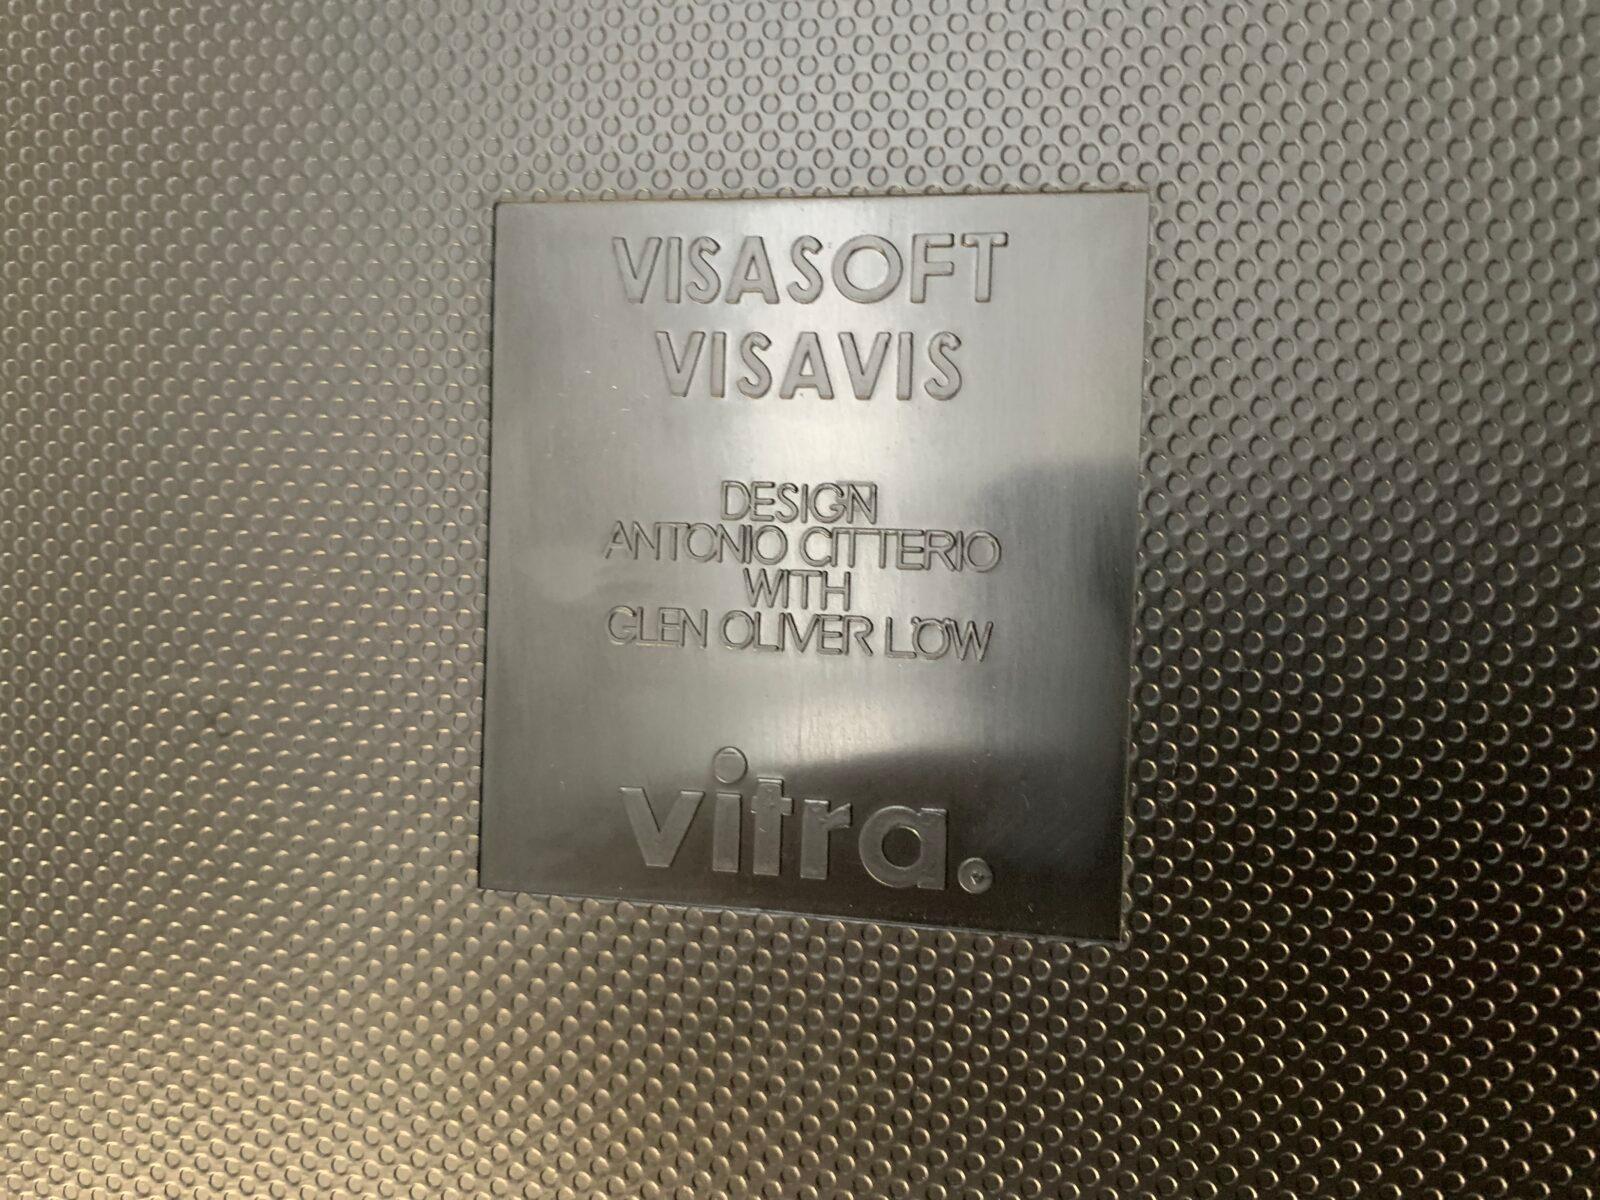 VISASOFT
VISAVIS
DESIGN
ANTONIO CITTERIO
WITH
GLEN OLIVER LÖW
vitra.